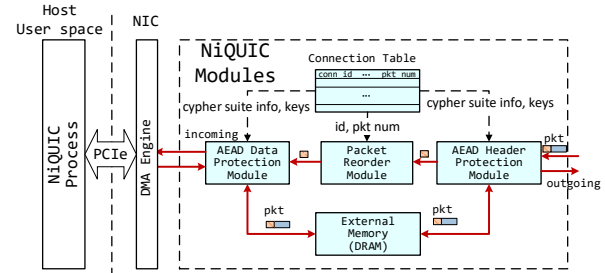 Host
User space
NIC
NiQUIC
Modules
Connection Table
conn id ... pkt num
...
cypher suite info, keys
cypher suite info, keys
id, pkt num
incoming
pkt
NiQUIC
Process
PCIe
DMA Engine
AEAD Data
Protection
Module
Packet
Reorder
Module
AEAD Header
Protection
Module
outgoing
pkt
pkt
External
Memory
(DRAM)